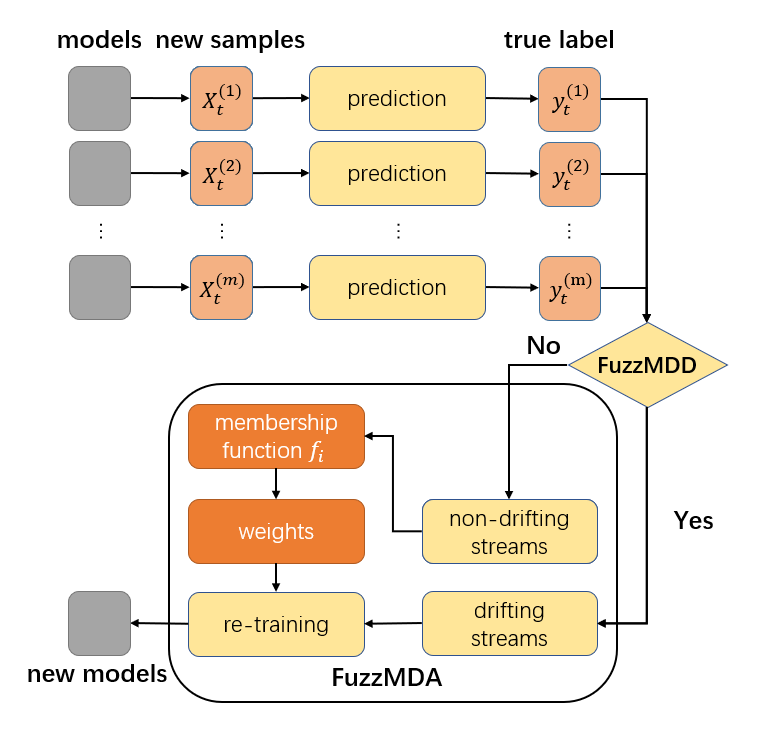 models new samples true label
X_t^(1) prediction y_t^(1)
X_t^(2) prediction y_t^(2)
⋮ ⋮ ⋮ ⋮
X_t^(m) prediction y_t^(m)
No
FuzzMDD
membership
function f_i
weights
non-drifting
streams
Yes
re-training
drifting
streams
new models
FuzzMDA